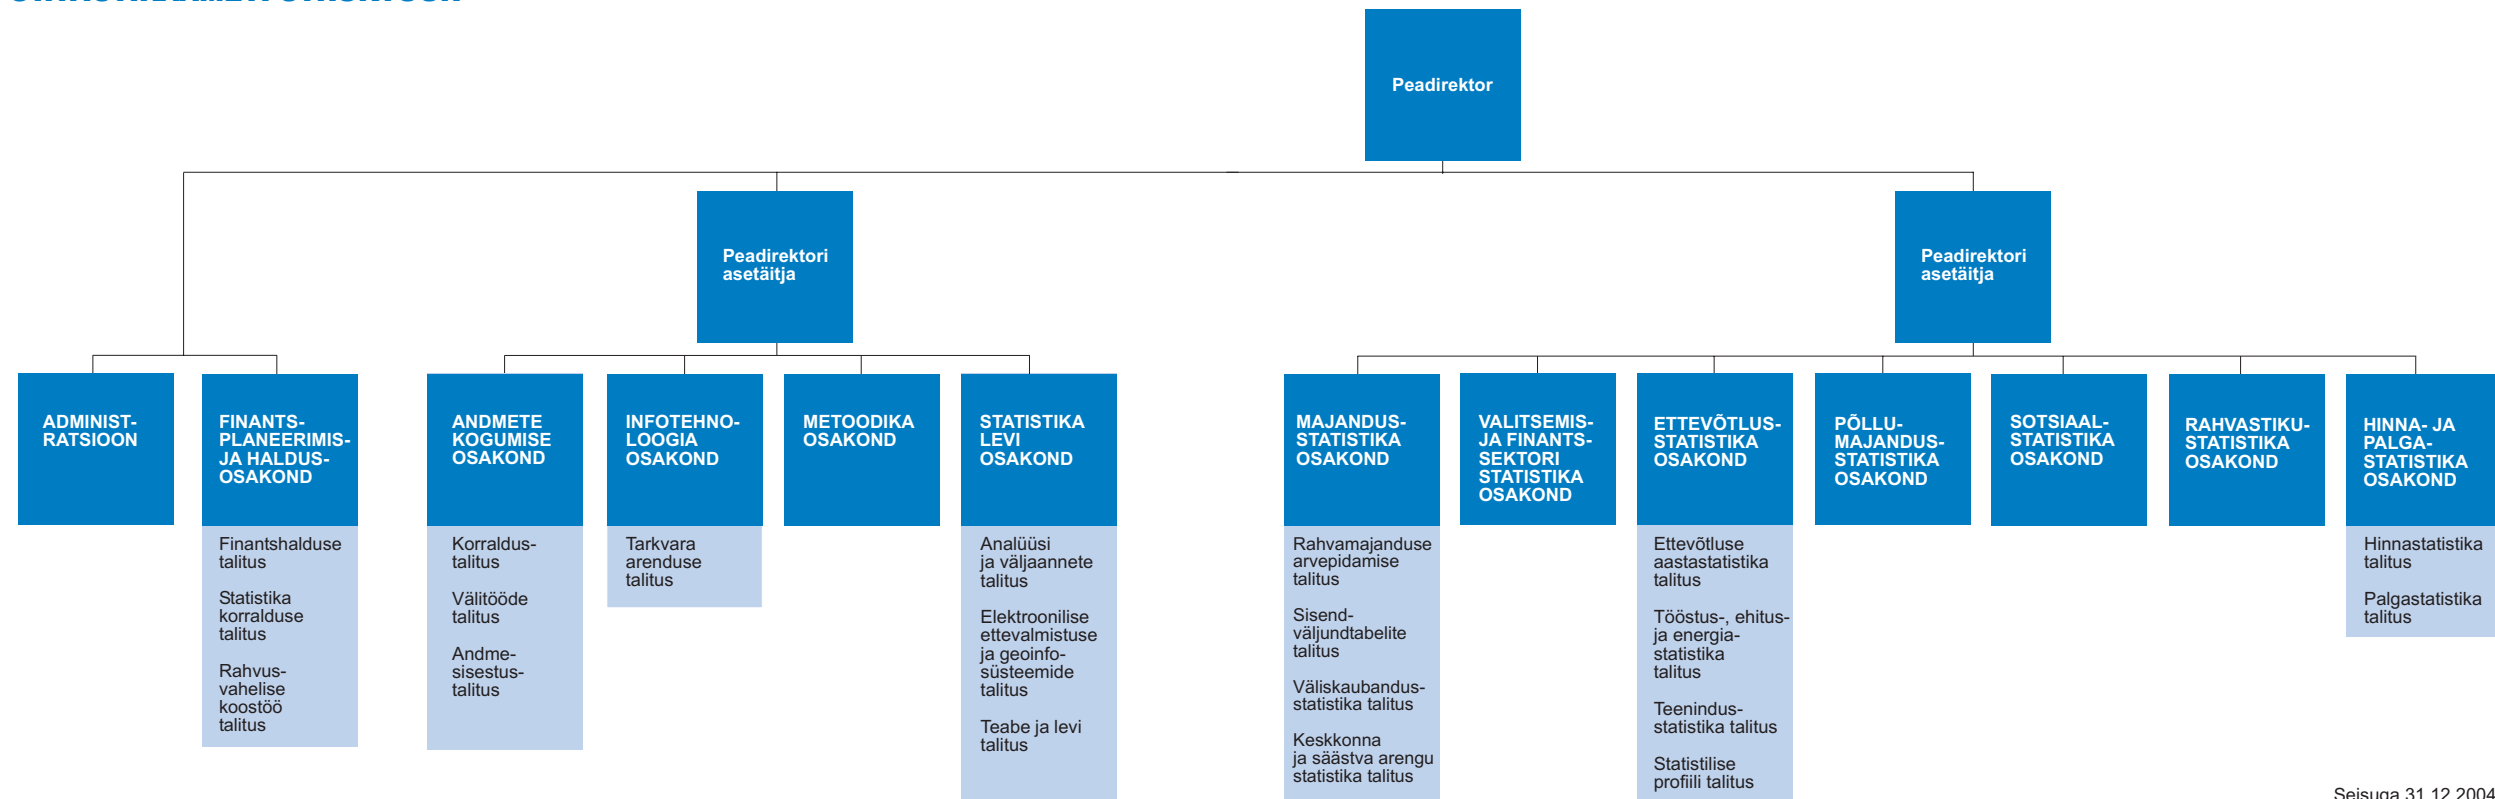 Peadirektor
Peadirektori
asetäitja
Peadirektori
asetäitja
ADMINIST-
RATSIOON
FINANTS-
PLANEERIMIS-
JA HALDUS-
OSAKOND
ANDMETE
KOGUMISE
OSAKOND
INFOTEHNO-
LOOGIA
OSAKOND
METOODIKA
OSAKOND
STATISTIKA
LEVI
OSAKOND
MAJANDUS-
STATISTIKA
OSAKOND
VALITSEMIS-
JA FINANTS-
SEKTORI
STATISTIKA
OSAKOND
ETTEVÕTLUS-
STATISTIKA
OSAKOND
PÕLLU-
MAJANDUS-
STATISTIKA
OSAKOND
SOTSIAAL-
STATISTIKA
OSAKOND
RAHVASTIKU-
STATISTIKA
OSAKOND
HINNA- JA
PALGA-
STATISTIKA
OSAKOND
Finantshalduse
talitus
Statistika
korralduse
talitus
Rahvus-
vahelise
koostöö
talitus
Korraldus-
talitus
Välitööde
talitus
Andme-
sisestus-
talitus
Tarkvara
arenduse
talitus
Analüüsi
ja väljaannete
talitus
Elektroonilise
ettevalmistuse
ja geoinfo-
süsteemide
talitus
Teabe ja levi
talitus
Rahvamajanduse
arvepidamise
talitus
Sisend-
väljundtabelite
talitus
Väliskaubandus-
statistika talitus
Keskkonna
ja säästva arengu
statistika talitus
Ettevõtluse
aastastatistika
talitus
Tööstus-, ehitus-
ja energia-
statistika
talitus
Teenindus-
statistika talitus
Statistilise
profiili talitus
Hinnastatistika
talitus
Palgastatistika
talitus
Seisuga 31.12.2004